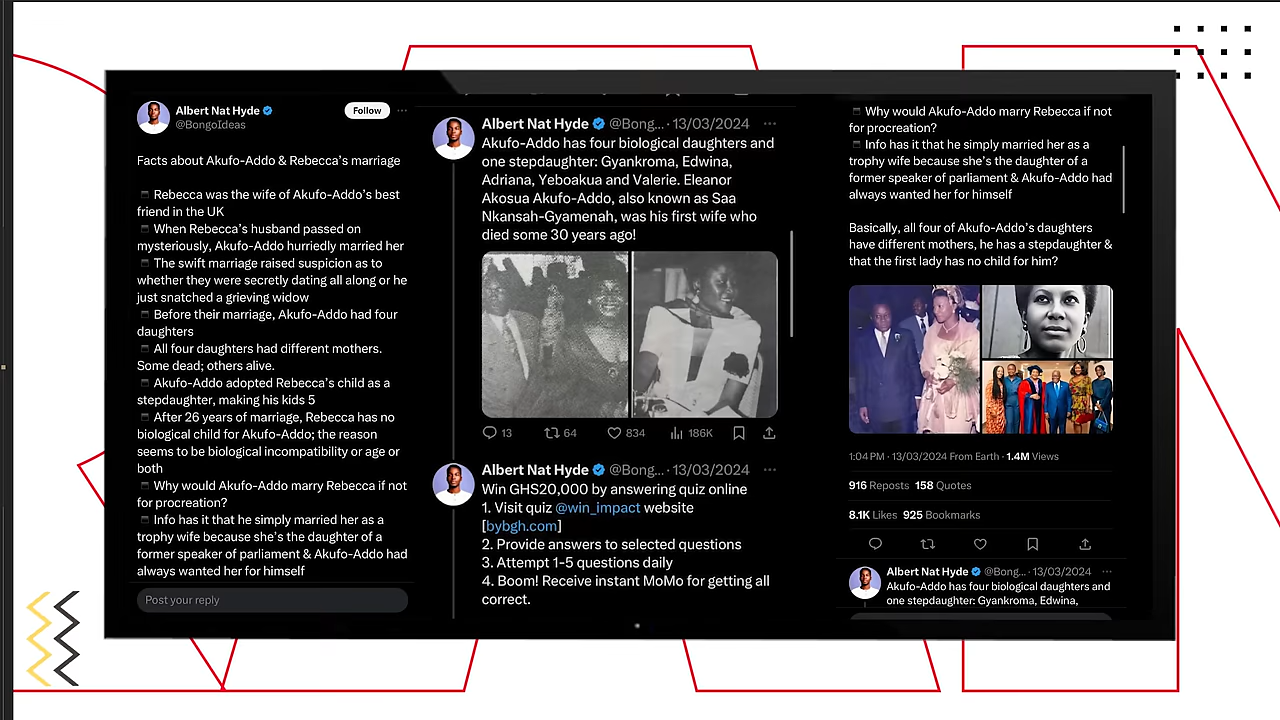 Albert Nat Hyde
@BongoIdeas
Follow
Facts about Akufo-Addo & Rebecca's marriage
Rebecca was the wife of Akufo-Addo's best
friend in the UK
When Rebecca's husband passed on
mysteriously, Akufo-Addo hurriedly married her
The swift marriage raised suspicion as to
whether they were secretly dating all along or he
just snatched a grieving widow
Before their marriage, Akufo-Addo had four
daughters
All four daughters had different mothers.
Some dead; others alive.
Akufo-Addo adopted Rebecca's child as a
stepdaughter, making his kids 5
After 26 years of marriage, Rebecca has no
biological child for Akufo-Addo; the reason
seems to be biological incompatibility or age or
both
Why would Akufo-Addo marry Rebecca if not
for procreation?
Info has it that he simply married her as a
trophy wife because she's the daughter of a
former speaker of parliament & Akufo-Addo had
always wanted her for himself
Post your reply
Albert Nat Hyde @Bong... · 13/03/2024
Akufo-Addo has four biological daughters and
one stepdaughter: Gyankroma, Edwina,
Adriana, Yeboakua and Valerie. Eleanor
Akosua Akufo-Addo, also known as Saa
Nkansah-Gyamenah, was his first wife who
died some 30 years ago!
13 64 834 186K
Albert Nat Hyde @Bong... · 13/03/2024
Win GHS20,000 by answering quiz online
1. Visit quiz @win_impact website
[bybgh.com]
2. Provide answers to selected questions
3. Attempt 1-5 questions daily
4. Boom! Receive instant MoMo for getting all
correct.
Why would Akufo-Addo marry Rebecca if not
for procreation?
Info has it that he simply married her as a
trophy wife because she's the daughter of a
former speaker of parliament & Akufo-Addo had
always wanted her for himself
Basically, all four of Akufo-Addo's daughters
have different mothers, he has a stepdaughter &
that the first lady has no child for him?
1:04 PM · 13/03/2024 From Earth · 1.4M Views
916 Reposts 158 Quotes
8.1K Likes 925 Bookmarks
Albert Nat Hyde @Bong... · 13/03/2024
Akufo-Addo has four biological daughters and
one stepdaughter: Gyankroma, Edwina,